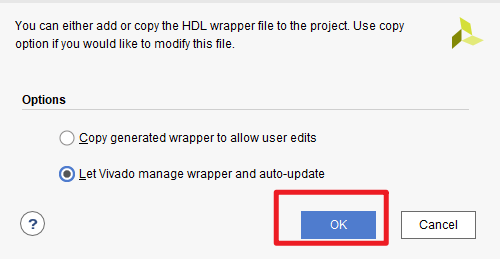 You can either add or copy the HDL wrapper file to the project. Use copy
option if you would like to modify this file.
Options
Copy generated wrapper to allow user edits
Let Vivado manage wrapper and auto-update
?
OK
Cancel